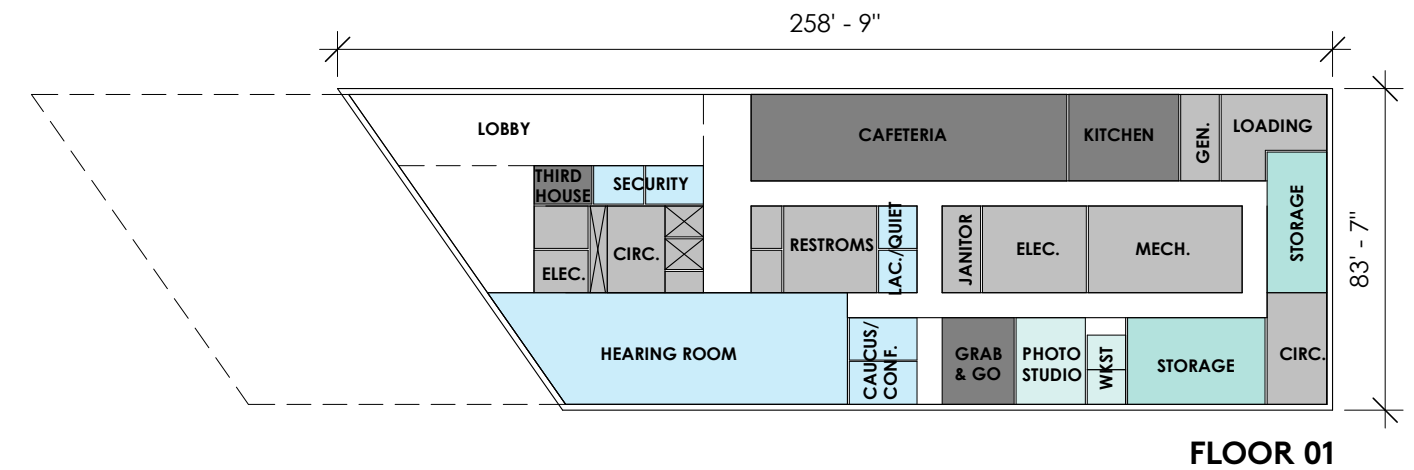 258' - 9"
LOBBY
CAFETERIA
KITCHEN
GEN.
LOADING
THIRD
HOUSE
SECURITY
STORAGE
83' - 7"
ELEC.
CIRC.
RESTROMS
LAC./QUIET
JANITOR
ELEC.
MECH.
HEARING ROOM
CAUCUS/
CONF.
GRAB
& GO
PHOTO
STUDIO
WKST
STORAGE
CIRC.
FLOOR 01